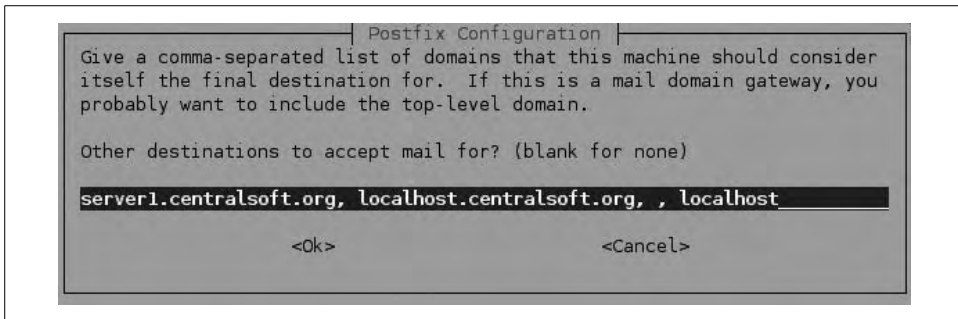 Postfix Configuration
Give a comma-separated list of domains that this machine should consider
itself the final destination for. If this is a mail domain gateway, you
probably want to include the top-level domain.
Other destinations to accept mail for? (blank for none)
server1.centralsoft.org, localhost.centralsoft.org, , localhost
<Ok> <Cancel>